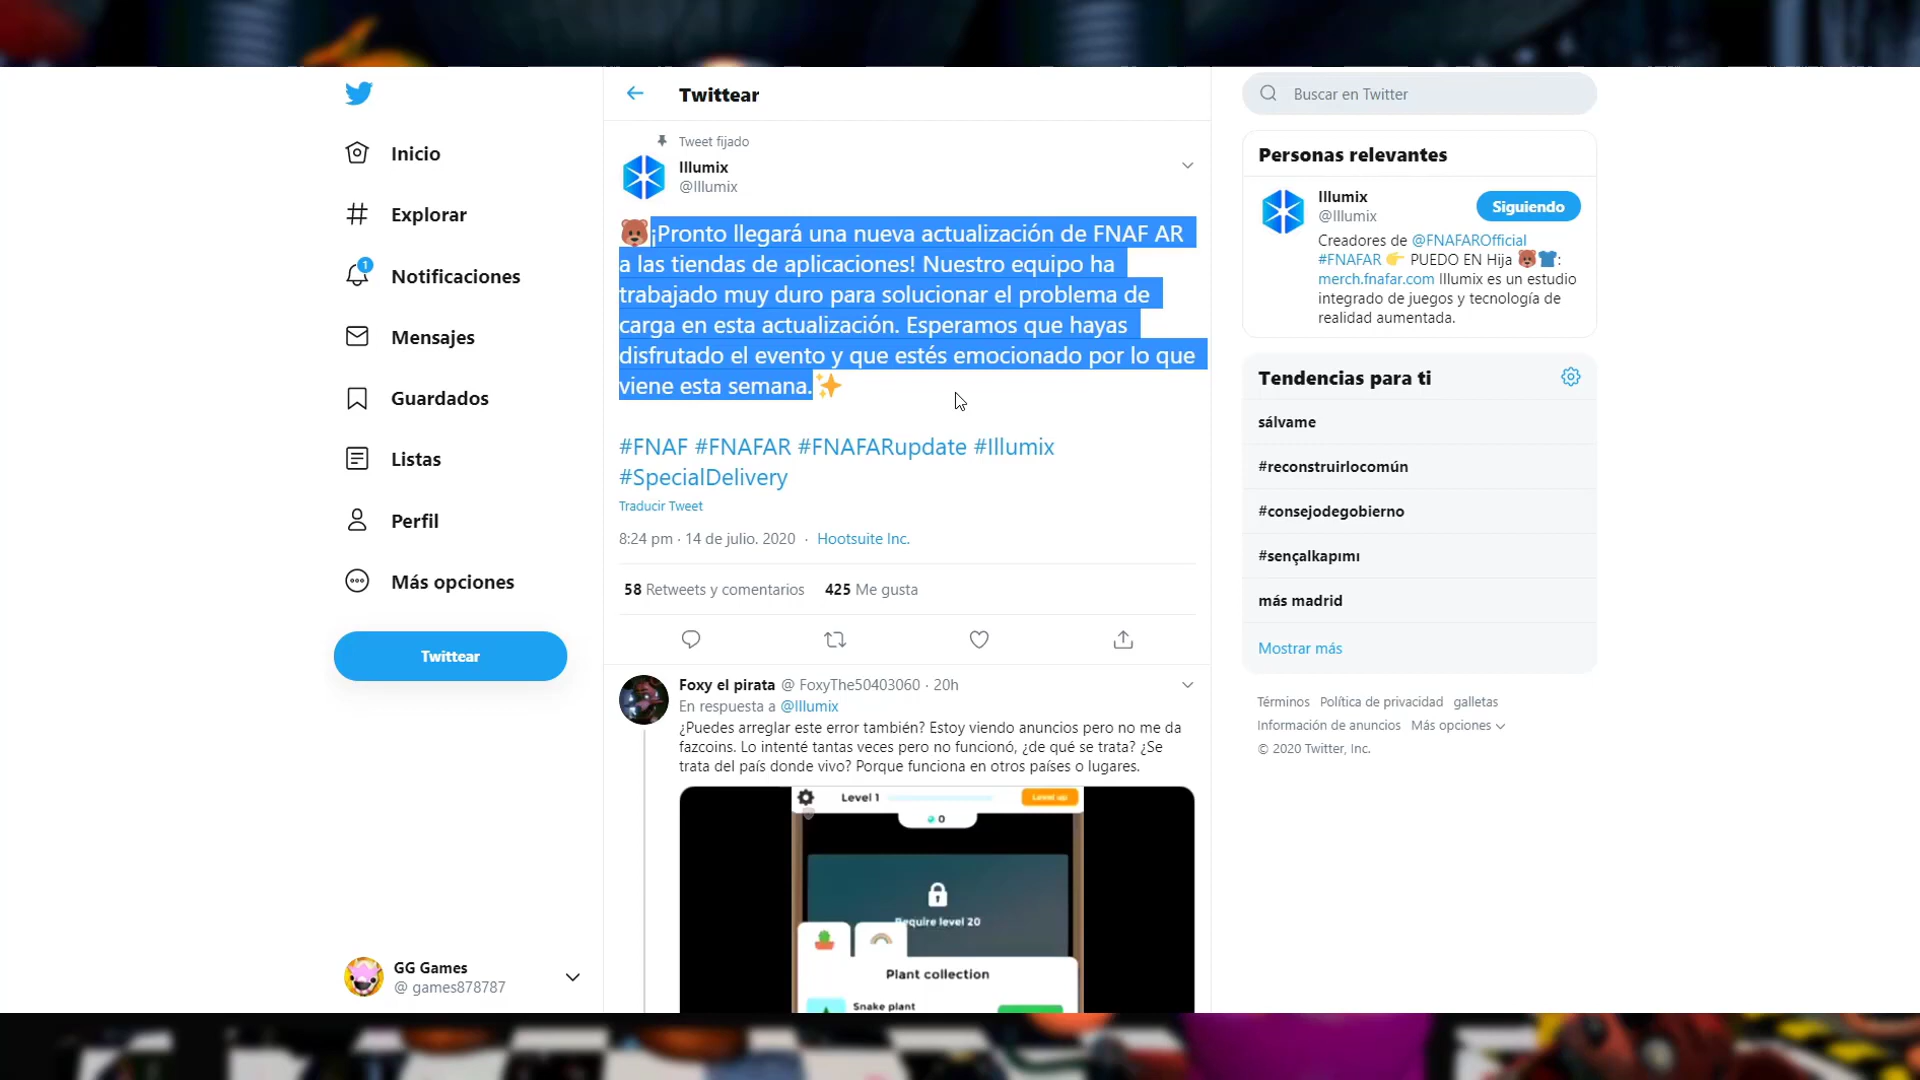 Inicio
Explorar
1
Notificaciones
Mensajes
Guardados
Listas
Perfil
Más opciones
Twittear
GG Games
@ games878787
Twittear
Tweet fijado
Illumix
@Illumix
¡Pronto llegará una nueva actualización de FNAF AR
a las tiendas de aplicaciones! Nuestro equipo ha
trabajado muy duro para solucionar el problema de
carga en esta actualización. Esperamos que hayas
disfrutado el evento y que estés emocionado por lo que
viene esta semana.
#FNAF #FNAFAR #FNAFARupdate #Illumix
#SpecialDelivery
Traducir Tweet
8:24 pm · 14 de julio. 2020 · Hootsuite Inc.
58 Retweets y comentarios 425 Me gusta
Foxy el pirata @ FoxyThe50403060 · 20h
En respuesta a @Illumix
¿Puedes arreglar este error también? Estoy viendo anuncios pero no me da
fazcoins. Lo intenté tantas veces pero no funcionó, ¿de qué se trata? ¿Se
trata del país donde vivo? Porque funciona en otros países o lugares.
Level 1 Level up
0
Require level 20
Plant collection
Snake plant
Buscar en Twitter
Personas relevantes
Illumix
@Illumix
Siguiendo
Creadores de @FNAFAROfficial
#FNAFAR 👉 PUEDO EN Hija 🐻👕:
merch.fnafar.com Illumix es un estudio
integrado de juegos y tecnología de
realidad aumentada.
Tendencias para ti
sálvame
#reconstruirlocomún
#consejodegobierno
#sençalkapımı
más madrid
Mostrar más
Términos Política de privacidad galletas
Información de anuncios Más opciones
© 2020 Twitter, Inc.